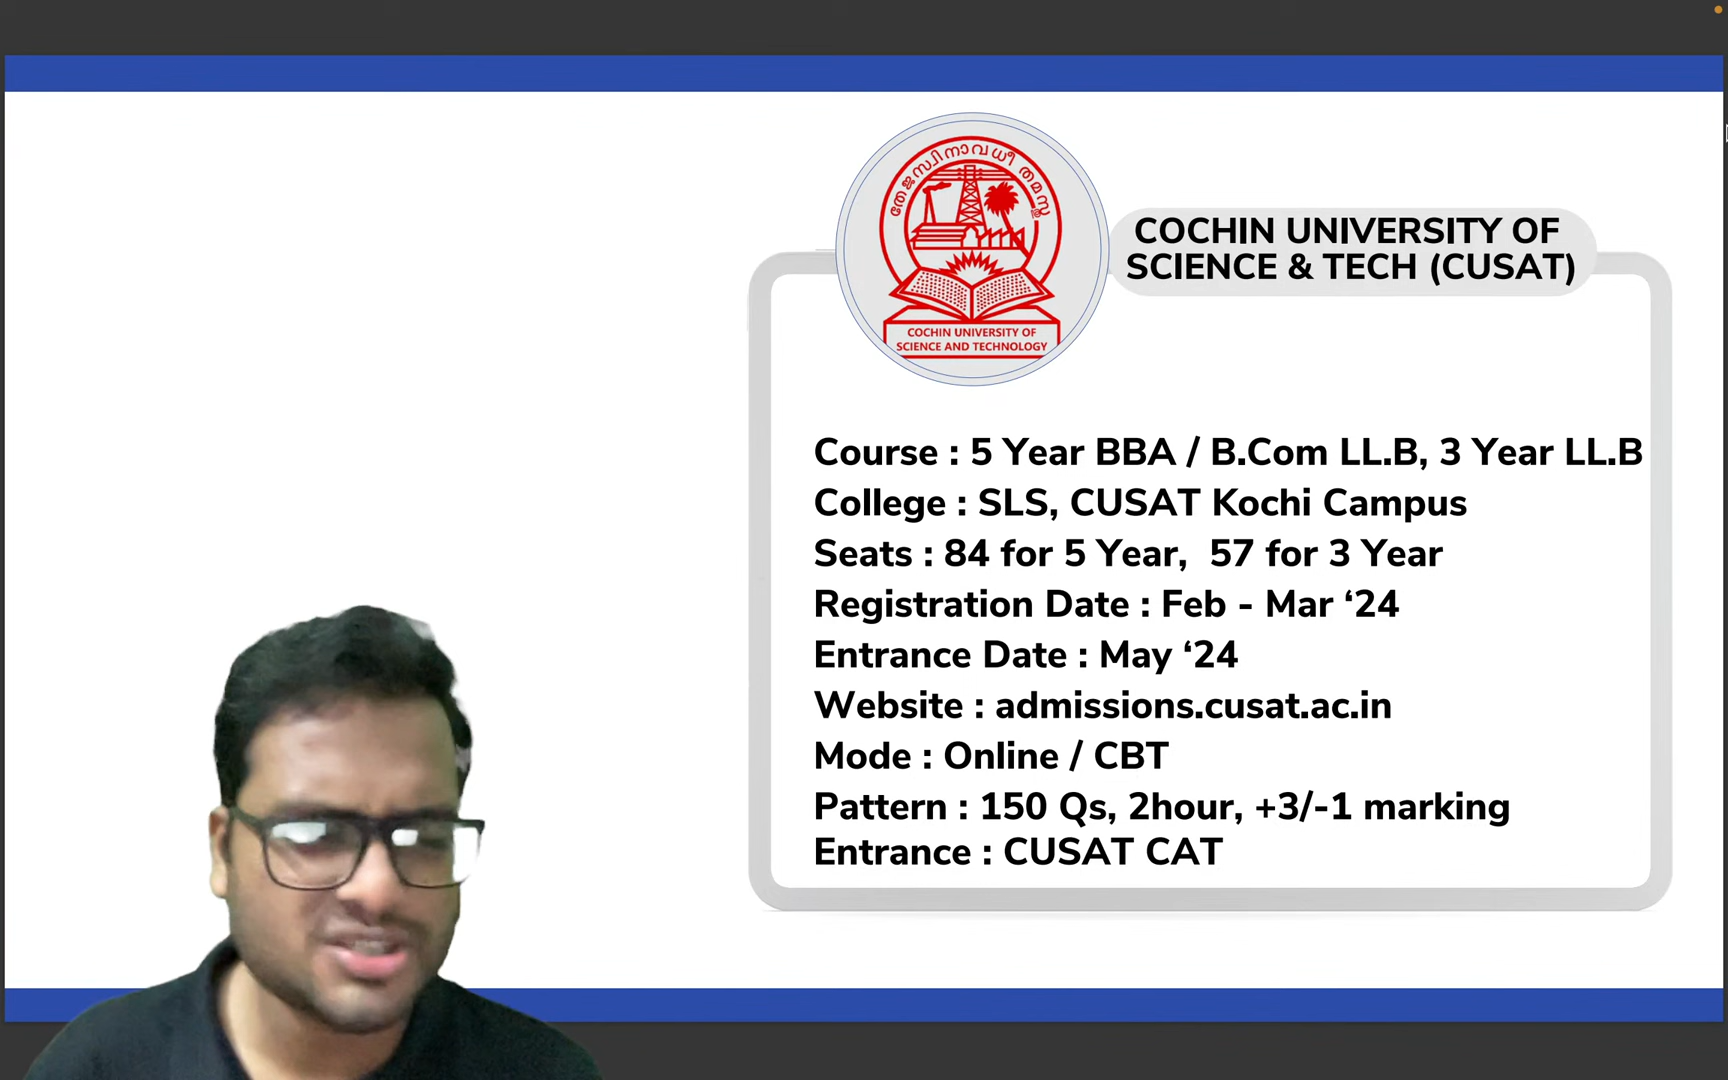 തേജസ്വിനാവധീതമസ്തു
COCHIN UNIVERSITY OF
SCIENCE AND TECHNOLOGY
COCHIN UNIVERSITY OF
SCIENCE & TECH (CUSAT)
Course : 5 Year BBA / B.Com LL.B, 3 Year LL.B
College : SLS, CUSAT Kochi Campus
Seats : 84 for 5 Year,  57 for 3 Year
Registration Date : Feb - Mar ‘24
Entrance Date : May ‘24
Website : admissions.cusat.ac.in
Mode : Online / CBT
Pattern : 150 Qs, 2hour, +3/-1 marking
Entrance : CUSAT CAT